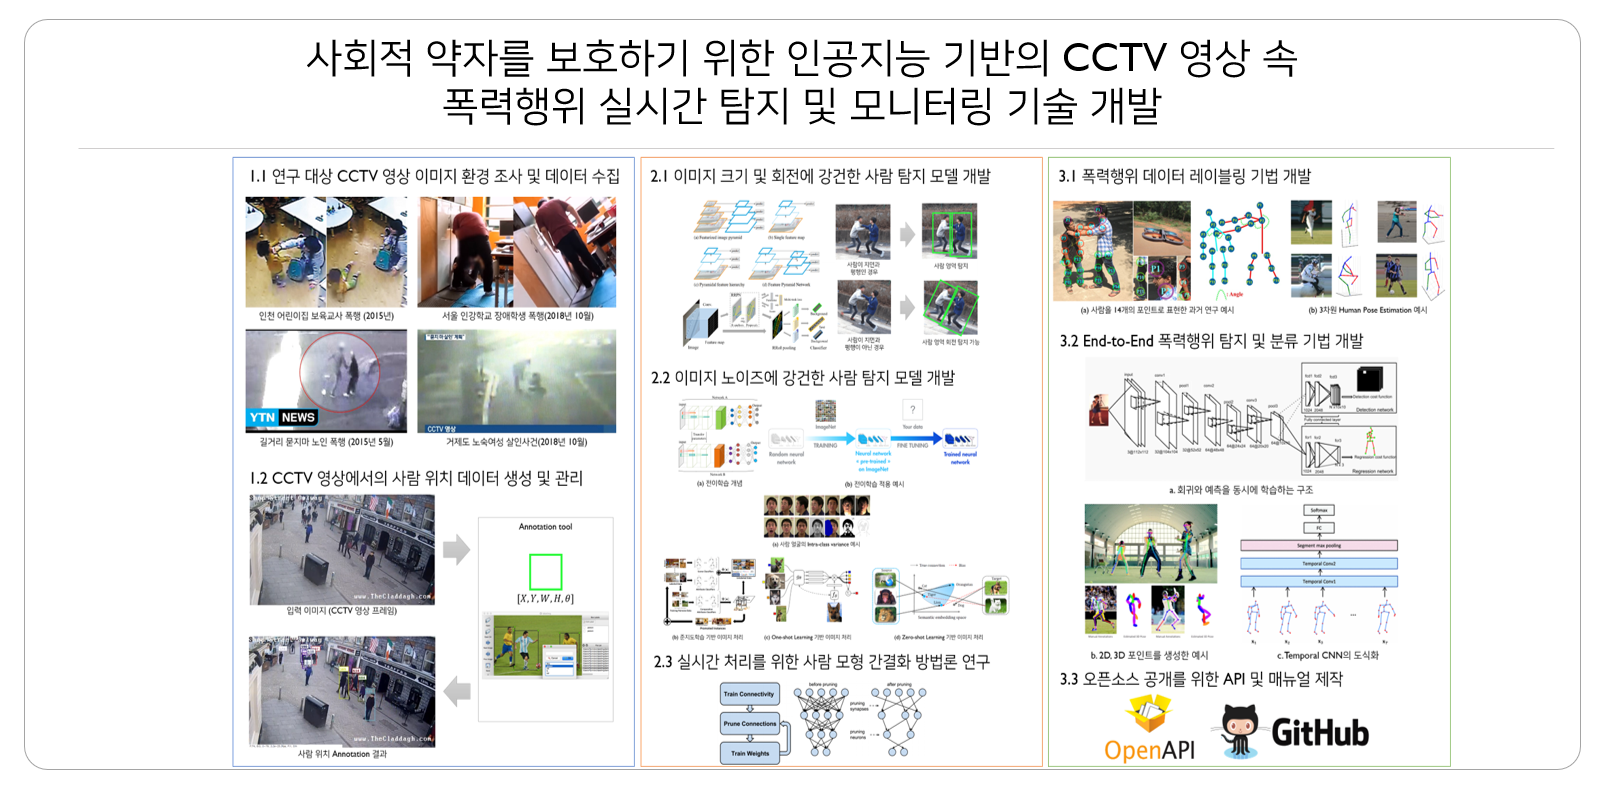 사회적 약자를 보호하기 위한 인공지능 기반의 CCTV 영상 속
폭력행위 실시간 탐지 및 모니터링 기술 개발
1.1 연구 대상 CCTV 영상 이미지 환경 조사 및 데이터 수집
인천 어린이집 보육교사 폭행 (2015년)
서울 인강학교 장애학생 폭행(2018년 10월)
YTN NEWS
CCTV 영상
길거리 묻지마 노인 폭행 (2015년 5월)
거제도 노숙여성 살인사건(2018년 10월)
1.2 CCTV 영상에서의 사람 위치 데이터 생성 및 관리
www.TheCladdagh.com
입력 이미지 (CCTV 영상 프레임)
Annotation tool
[X,Y,W,H,θ]
www.TheCladdagh.com
사람 위치 Annotation 결과
2.1 이미지 크기 및 회전에 강건한 사람 탐지 모델 개발
(a) Featurized image pyramid
(b) Single feature map
(c) Pyramidal feature hierarchy
(d) Feature Pyramid Network
사람이 지면과
평행인 경우
사람 영역 탐지
Image
Feature map
RRoI pooling
Classifier
사람이 지면과
평행이 아닌 경우
사람 영역 회전 탐지 가능
2.2 이미지 노이즈에 강건한 사람 탐지 모델 개발
Network A
Network B
(a) 전이학습 개념
ImageNet
?
Your data
TRAINING
FINE TUNING
Random neural
network
Neural network
+ pre-trained +
on ImageNet
Trained neural
network
(b) 전이학습 적용 예시
(a) 사람 얼굴의 Intra-class variance 예시
(b) 준지도학습 기반 이미지 처리
(c) One-shot Learning 기반 이미지 처리
Semantic embedding space
(d) Zero-shot Learning 기반 이미지 처리
2.3 실시간 처리를 위한 사람 모형 간결화 방법론 연구
Train Connectivity
Prune Connections
Train Weights
before pruning
after pruning
pruning
synapses
pruning
neurons
3.1 폭력행위 데이터 레이블링 기법 개발
P1
Angle
(a) 사람을 14개의 포인트로 표현한 과거 연구 예시
(b) 3차원 Human Pose Estimation 예시
3.2 End-to-End 폭력행위 탐지 및 분류 기법 개발
Detection cost function
Detection network
Regression cost function
Regression network
a. 회귀와 예측을 동시에 학습하는 구조
b. 2D, 3D 포인트를 생성한 예시
Softmax
FC
Segment max pooling
Temporal Conv2
Temporal Conv1
...
c. Temporal CNN의 도식화
3.3 오픈소스 공개를 위한 API 및 매뉴얼 제작
OpenAPI
GitHub